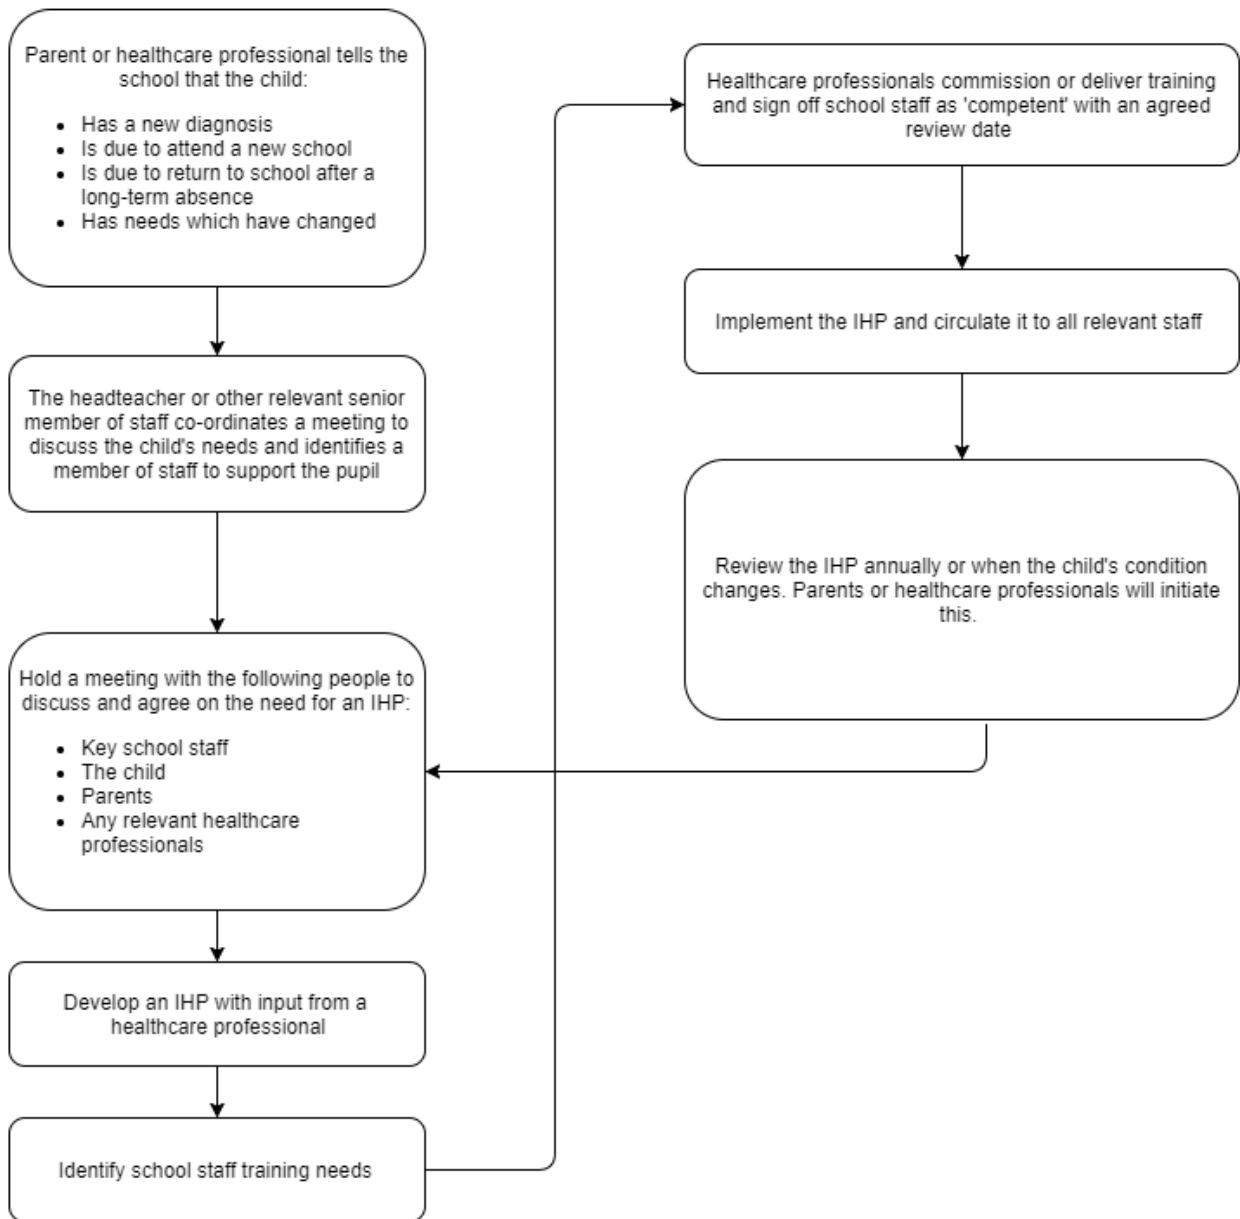 Parent or healthcare professional tells the
school that the child:
• Has a new diagnosis
• Is due to attend a new school
• Is due to return to school after a
long-term absence
• Has needs which have changed
The headteacher or other relevant senior
member of staff co-ordinates a meeting to
discuss the child's needs and identifies a
member of staff to support the pupil
Hold a meeting with the following people to
discuss and agree on the need for an IHP:
• Key school staff
• The child
• Parents
• Any relevant healthcare
professionals
Develop an IHP with input from a
healthcare professional
Identify school staff training needs
Healthcare professionals commission or deliver training
and sign off school staff as 'competent' with an agreed
review date
Implement the IHP and circulate it to all relevant staff
Review the IHP annually or when the child's condition
changes. Parents or healthcare professionals will initiate
this.